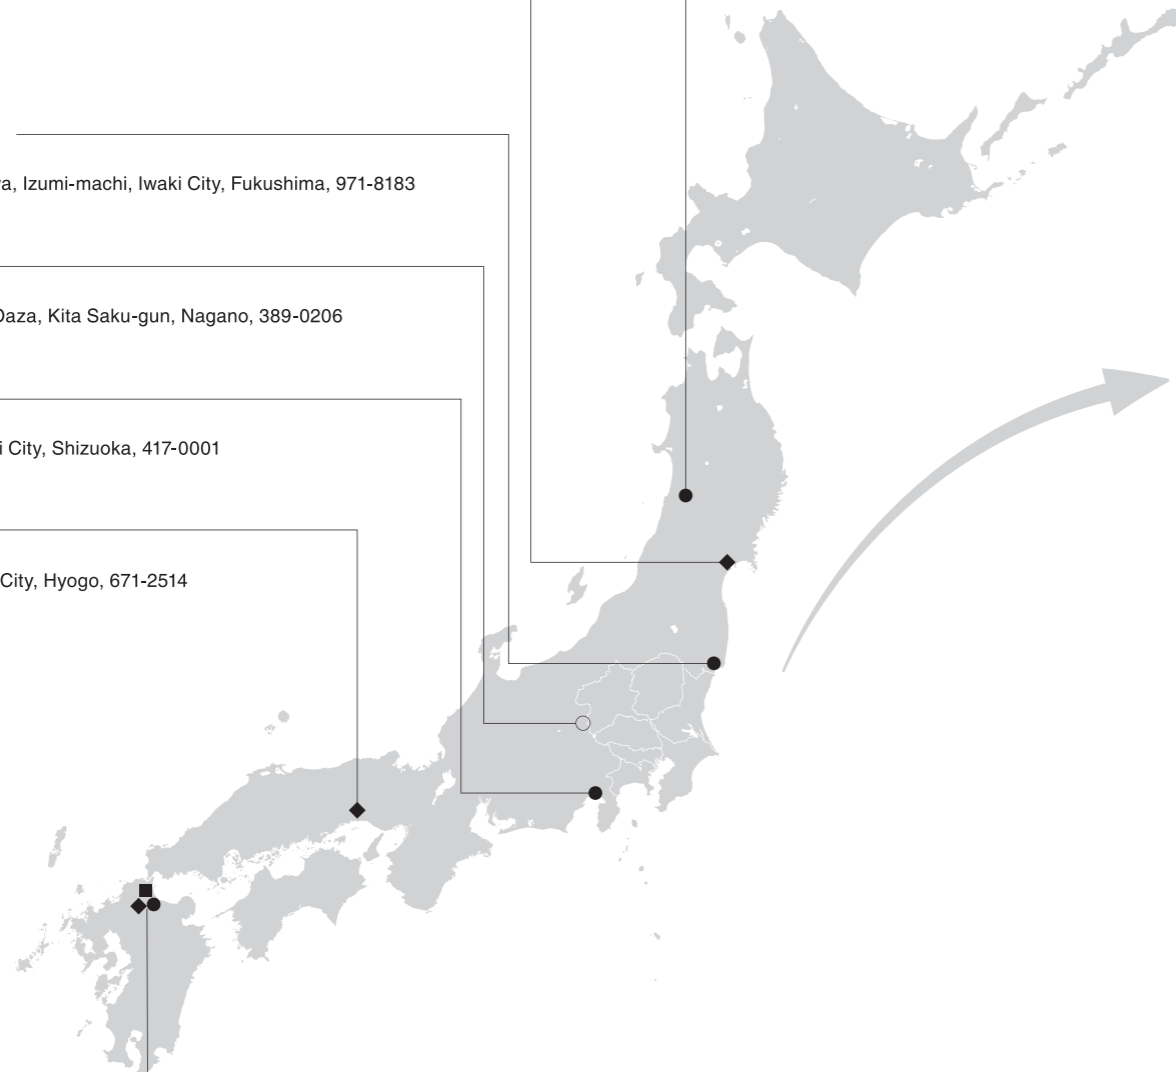 Izumi-machi, Iwaki City, Fukushima, 971-8183
Kita Saku-gun, Nagano, 389-0206
City, Shizuoka, 417-0001
City, Hyogo, 671-2514